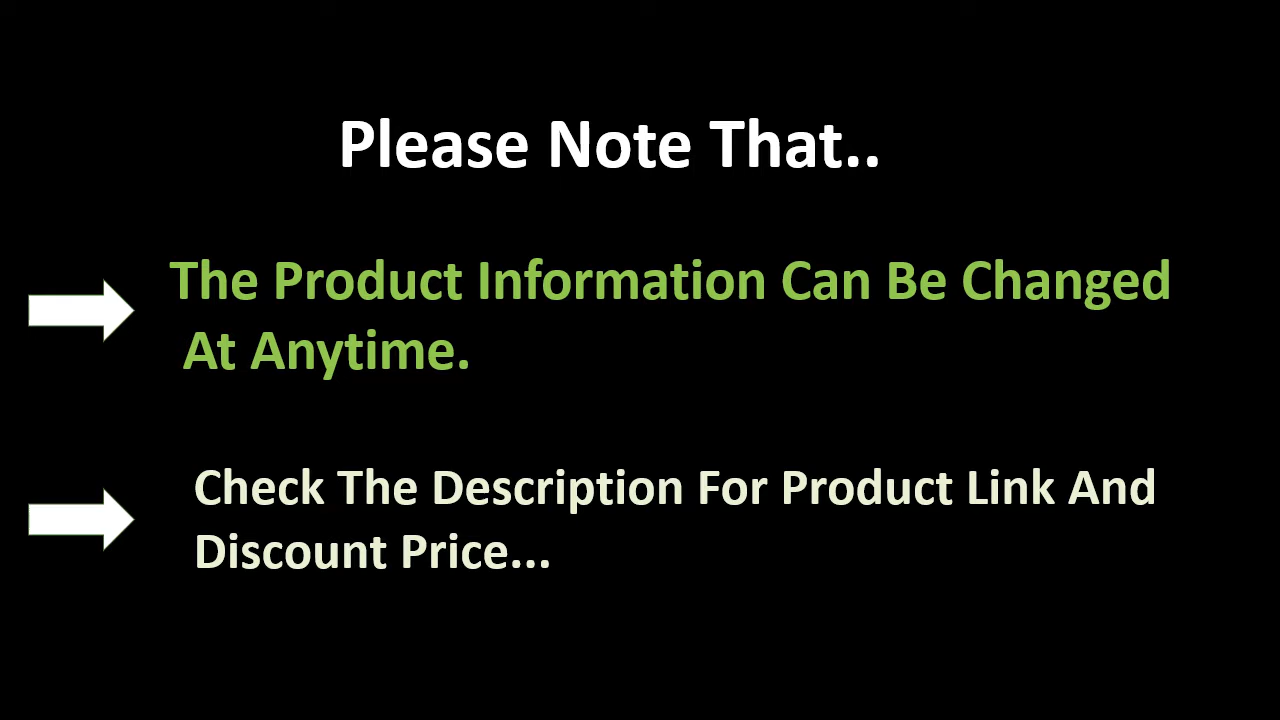 Please Note That..
The Product Information Can Be Changed
At Anytime.
Check The Description For Product Link And
Discount Price...